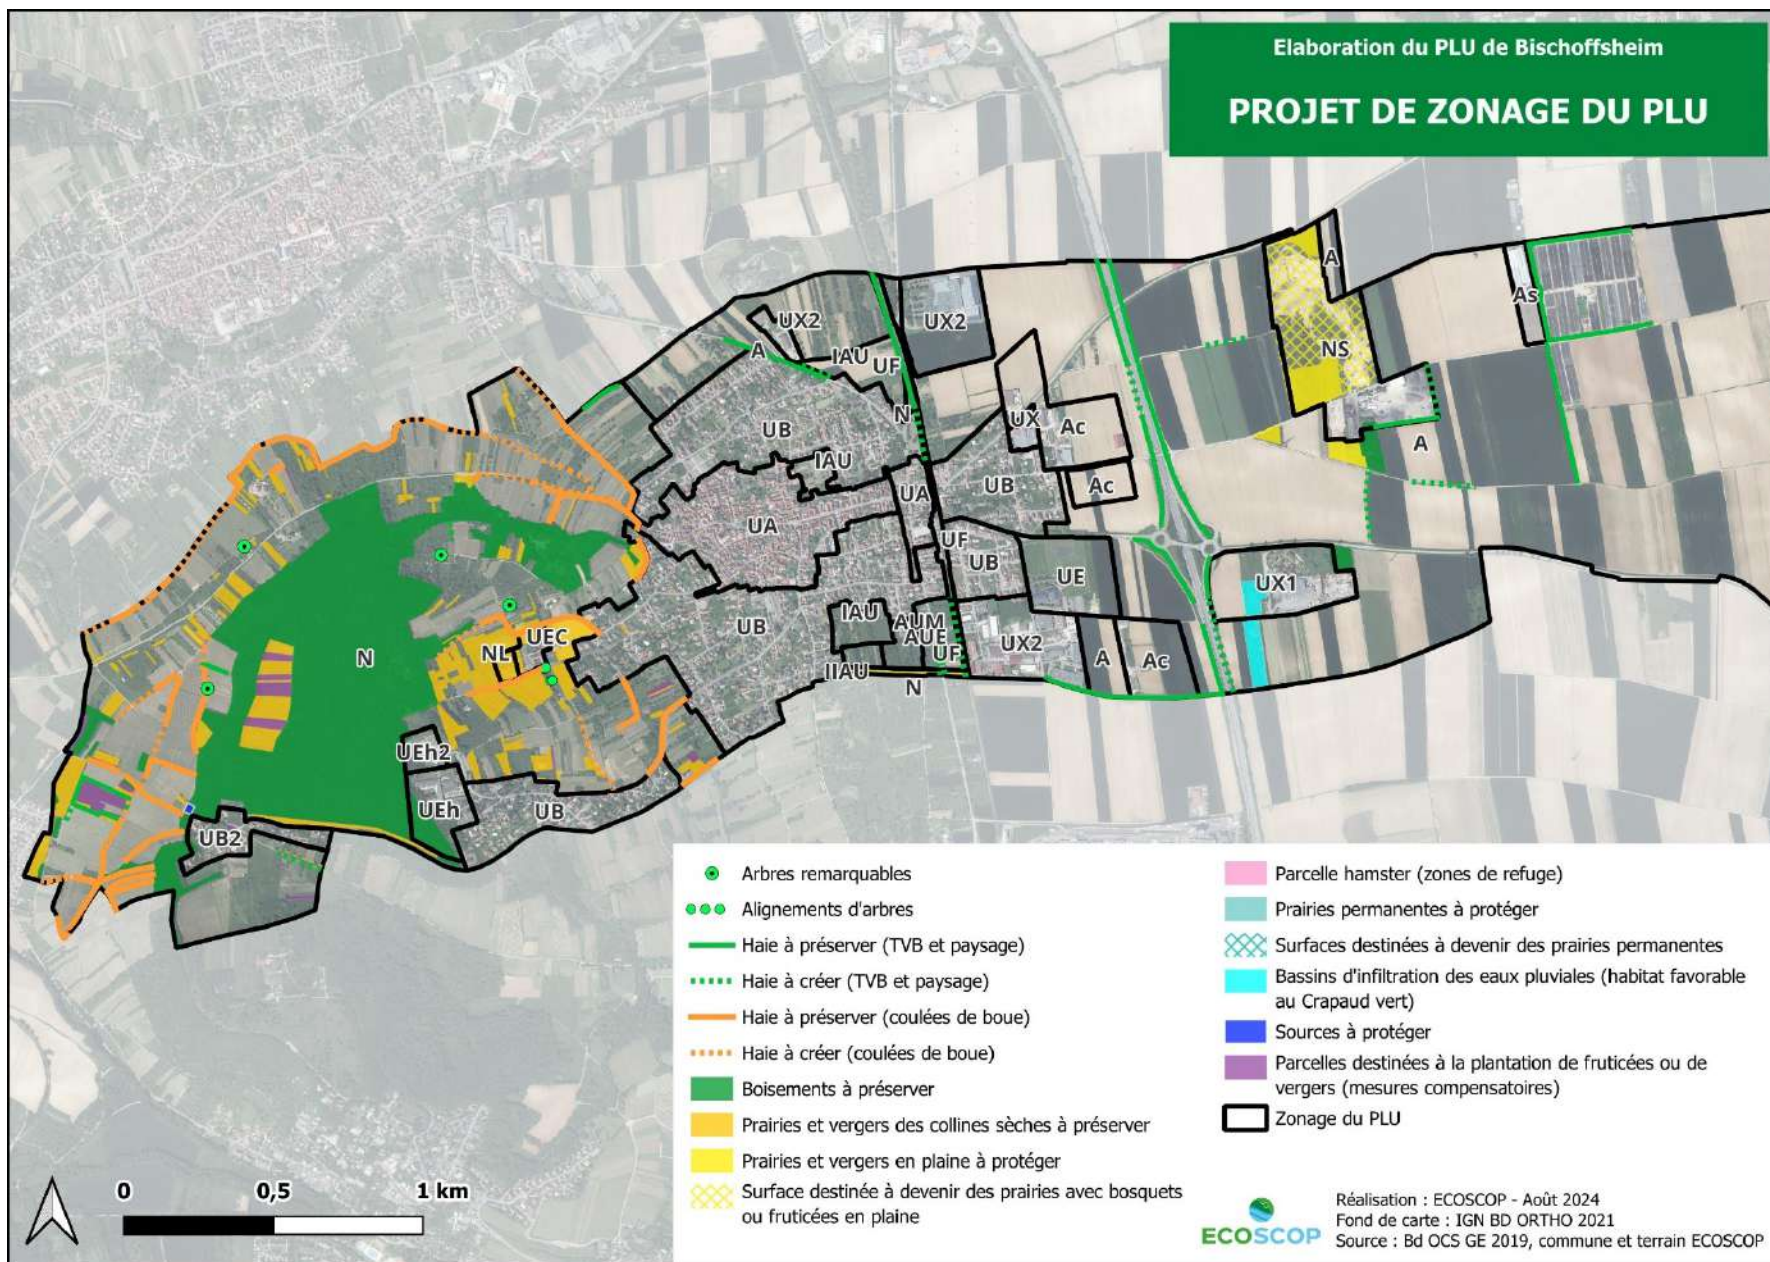 Elaboration du PLU de Bischoffsheim
PROJET DE ZONAGE DU PLU
A
As
UX2
UX2
A
IAU
UF
NS
N
UX
Ac
UB
A
N
IAU
UA
UB
Ac
UA
UF
UB
UE
UX1
IAU
AUM
UEC
UB
AUE
UX2
N
NL
UF
A
Ac
IIAU
N
UEh2
UEh
UB
UB2
Arbres remarquables
Alignements d'arbres
Haie à préserver (TVB et paysage)
Haie à créer (TVB et paysage)
Haie à préserver (coulées de boue)
Haie à créer (coulées de boue)
Boisements à préserver
Prairies et vergers des collines sèches à préserver
Prairies et vergers en plaine à protéger
Surface destinée à devenir des prairies avec bosquets
ou fruticées en plaine
Parcelle hamster (zones de refuge)
Prairies permanentes à protéger
Surfaces destinées à devenir des prairies permanentes
Bassins d'infiltration des eaux pluviales (habitat favorable
au Crapaud vert)
Sources à protéger
Parcelles destinées à la plantation de fruticées ou de
vergers (mesures compensatoires)
Zonage du PLU
0 0,5 1 km
ECOSCOP
Réalisation : ECOSCOP - Août 2024
Fond de carte : IGN BD ORTHO 2021
Source : Bd OCS GE 2019, commune et terrain ECOSCOP